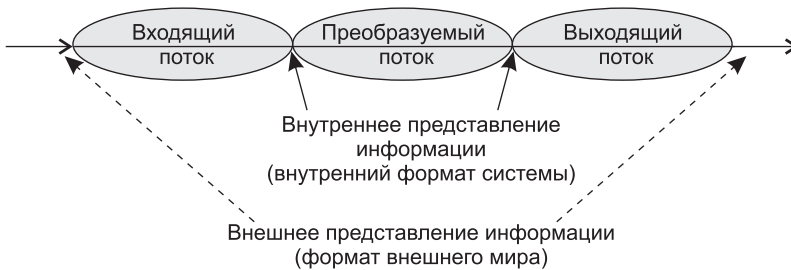 Входящий
поток
Преобразуемый
поток
Выходящий
поток
Внутреннее представление
информации
(внутренний формат системы)
Внешнее представление информации
(формат внешнего мира)